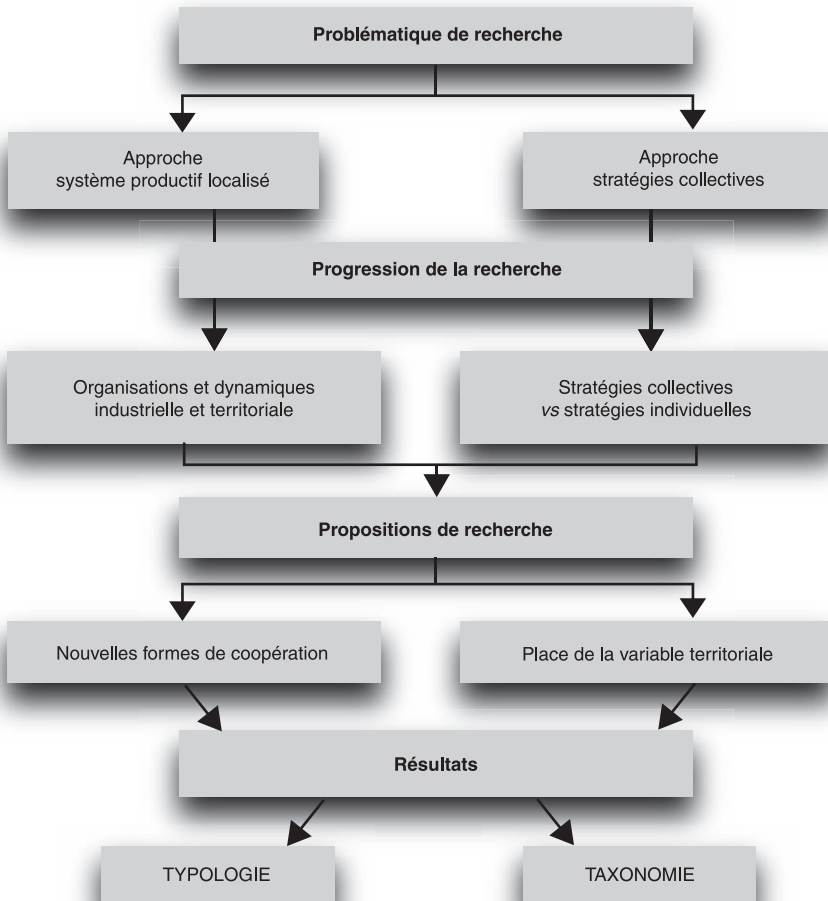 Problématique de recherche
Approche
système productif localisé
Approche
stratégies collectives
Progression de la recherche
Organisations et dynamiques
industrielle et territoriale
Stratégies collectives
vs stratégies individuelles
Propositions de recherche
Nouvelles formes de coopération
Place de la variable territoriale
Résultats
TYPOLOGIE
TAXONOMIE